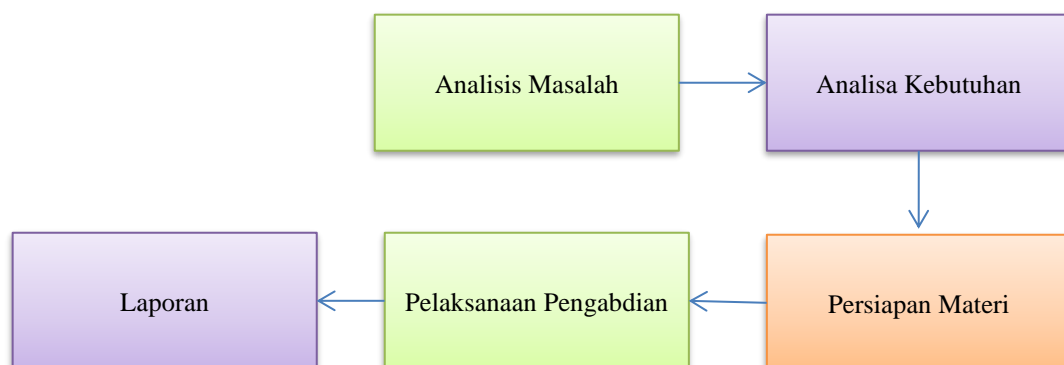 Analisis Masalah
Analisa Kebutuhan
Persiapan Materi
Pelaksanaan Pengabdian
Laporan